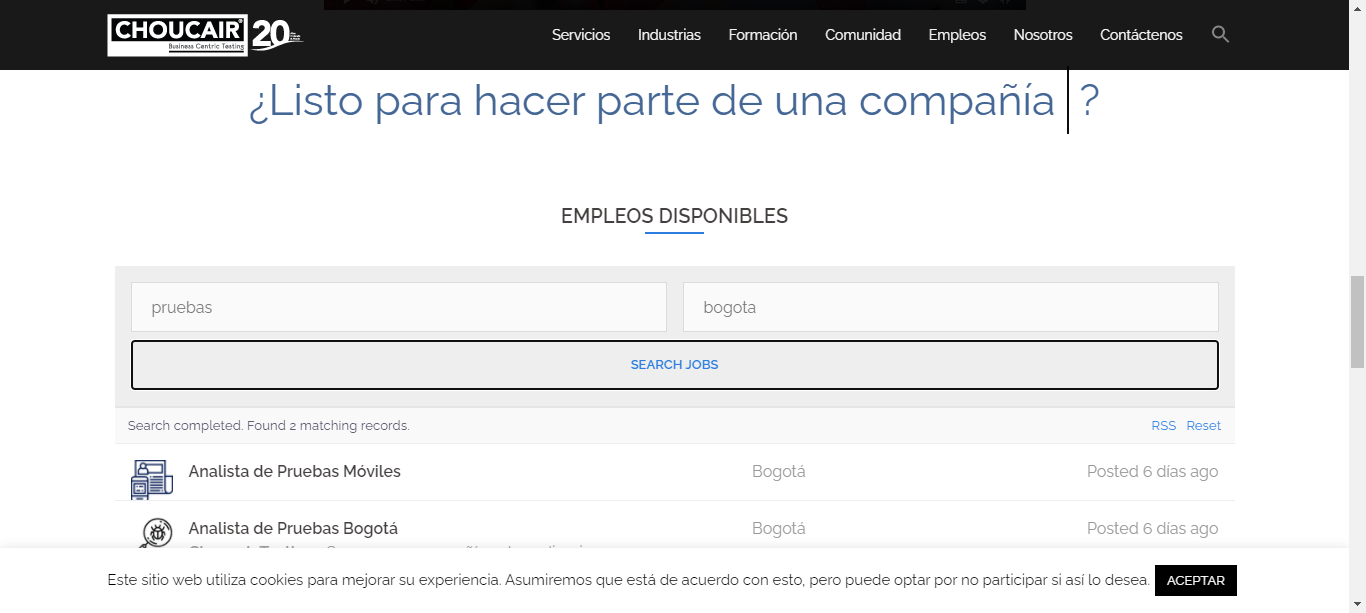 CHOUCAIR
Business Centric Testing
20
Servicios Industrias Formación Comunidad Empleos Nosotros Contáctenos
¿Listo para hacer parte de una compañía ?
EMPLEOS DISPONIBLES
pruebas bogota
SEARCH JOBS
Search completed. Found 2 matching records. RSS Reset
Analista de Pruebas Móviles Bogotá Posted 6 días ago
Analista de Pruebas Bogotá Bogotá Posted 6 días ago
Este sitio web utiliza cookies para mejorar su experiencia. Asumiremos que está de acuerdo con esto, pero puede optar por no participar si así lo desea. ACEPTAR